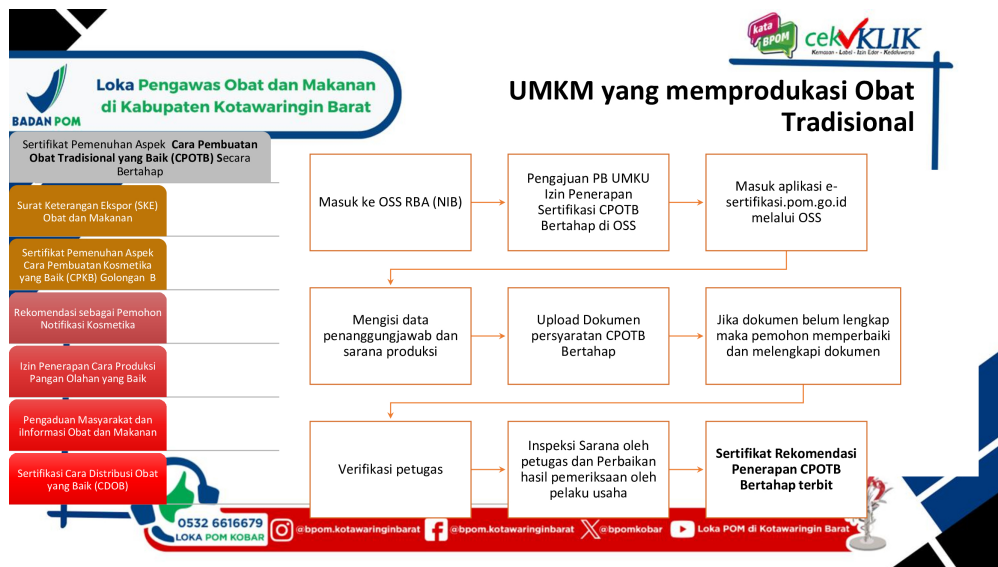 kata
BPOM
cek KLIK
Kemasan - Label - Izin Edar - Kedaluwarsa
BADAN POM
Loka Pengawas Obat dan Makanan
di Kabupaten Kotawaringin Barat
UMKM yang memprodukasi Obat
Tradisional
Sertifikat Pemenuhan Aspek Cara Pembuatan
Obat Tradisional yang Baik (CPOTB) Secara
Bertahap
Surat Keterangan Ekspor (SKE)
Obat dan Makanan
Sertifikat Pemenuhan Aspek
Cara Pembuatan Kosmetika
yang Baik (CPKB) Golongan B
Rekomendasi sebagai Pemohon
Notifikasi Kosmetika
Izin Penerapan Cara Produksi
Pangan Olahan yang Baik
Pengaduan Masyarakat dan
iInformasi Obat dan Makanan
Sertifikasi Cara Distribusi Obat
yang Baik (CDOB)
Masuk ke OSS RBA (NIB)
Pengajuan PB UMKU
Izin Penerapan
Sertifikasi CPOTB
Bertahap di OSS
Masuk aplikasi e-
sertifikasi.pom.go.id
melalui OSS
Mengisi data
penanggungjawab dan
sarana produksi
Upload Dokumen
persyaratan CPOTB
Bertahap
Jika dokumen belum lengkap
maka pemohon memperbaiki
dan melengkapi dokumen
Verifikasi petugas
Inspeksi Sarana oleh
petugas dan Perbaikan
hasil pemeriksaan oleh
pelaku usaha
Sertifikat Rekomendasi
Penerapan CPOTB
Bertahap terbit
0532 6616679
LOKA POM KOBAR
@bpom.kotawaringinbarat
@bpom.kotawaringinbarat
@bpomkobar
Loka POM di Kotawaringin Barat